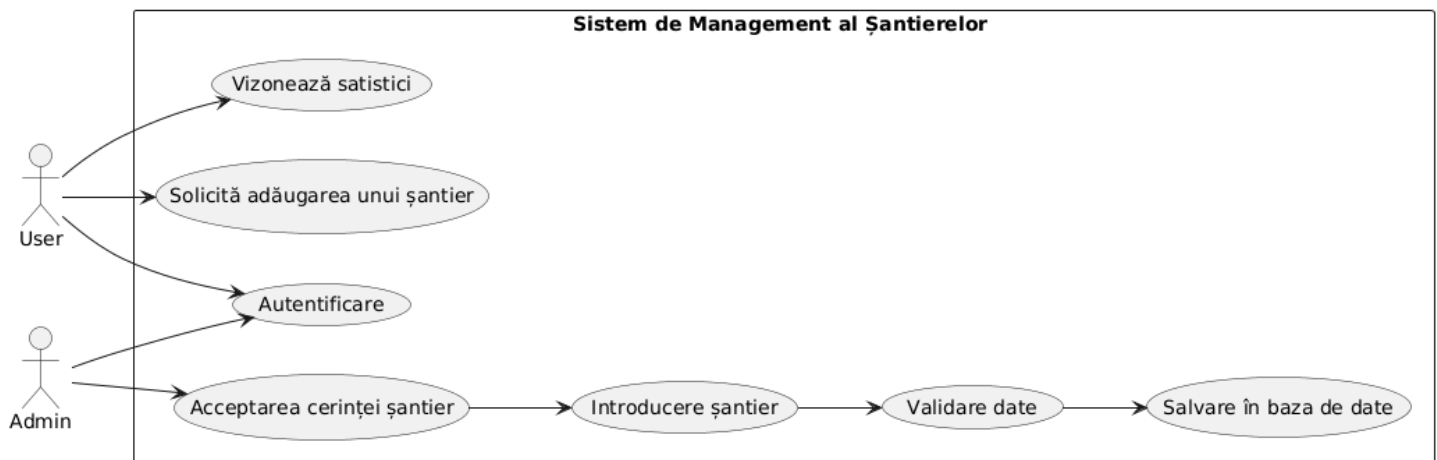 Sistem de Management al Șantierelor
Vizonează satistici
Solicită adăugarea unui șantier
User
Autentificare
Admin
Acceptarea cerinței șantier
Introducere șantier
Validare date
Salvare în baza de date